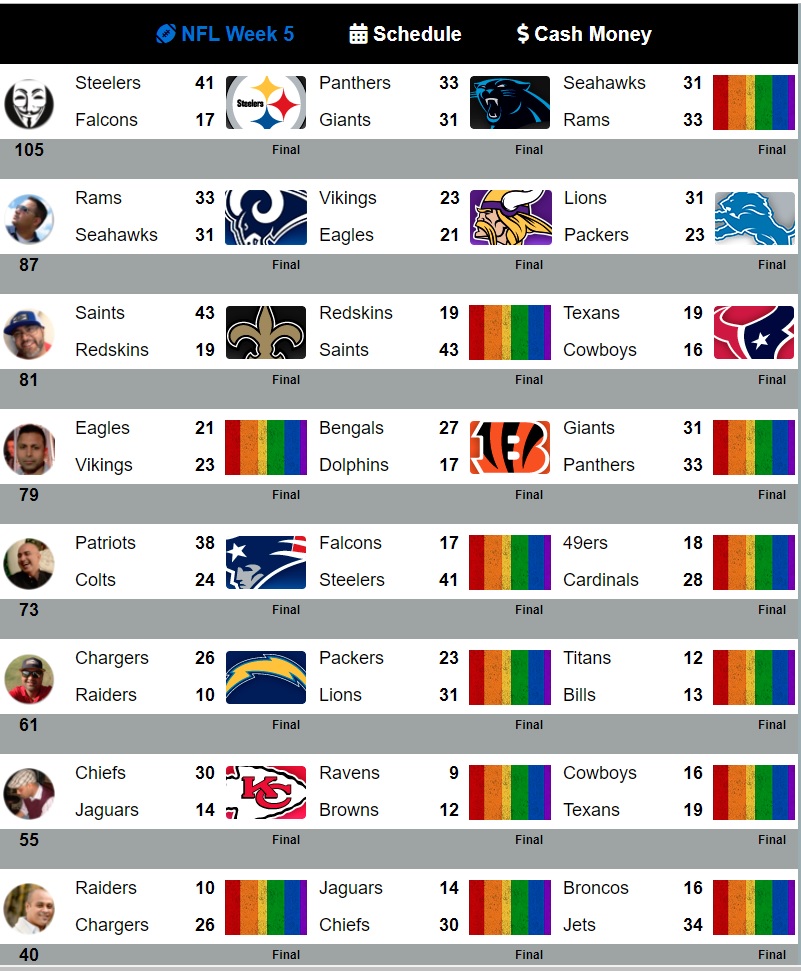 NFL Week 5 Schedule $ Cash Money
Steelers 41 Steelers Panthers 33 Seahawks 31
Falcons 17 Giants 31 Rams 33
105 Final Final Final
Rams 33 Vikings 23 Lions 31
Seahawks 31 Eagles 21 Packers 23
87 Final Final Final
Saints 43 Redskins 19 Texans 19
Redskins 19 Saints 43 Cowboys 16
81 Final Final Final
Eagles 21 Bengals 27 B Giants 31
Vikings 23 Dolphins 17 Panthers 33
79 Final Final Final
Patriots 38 Falcons 17 49ers 18
Colts 24 Steelers 41 Cardinals 28
73 Final Final Final
Chargers 26 Packers 23 Titans 12
Raiders 10 Lions 31 Bills 13
61 Final Final Final
Chiefs 30 KC Ravens 9 Cowboys 16
Jaguars 14 Browns 12 Texans 19
55 Final Final Final
Raiders 10 Jaguars 14 Broncos 16
Chargers 26 Chiefs 30 Jets 34
40 Final Final Final